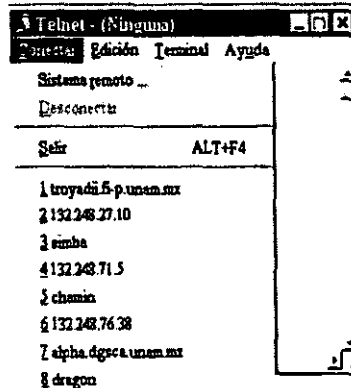 Telnet - (Ninguna)
Conectar Edición Terminal Ayuda
Sistema remoto ...
Desconectar
Salir ALT+F4
1 troyadii.fi-p.unam.mx
2 132.248.27.10
3 simba
4 132.248.71.5
5 chamin
6 132.248.76.38
7 alpha.dgsca.unam.mx
8 dragon